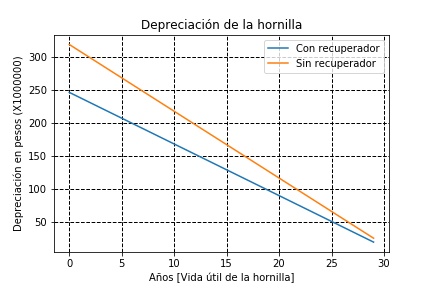 Depreciación de la hornilla
Con recuperador
Sin recuperador
Depreciación en pesos (X1000000)
300
250
200
150
100
50
0
5
10
15
20
25
30
Años [Vida útil de la hornilla]